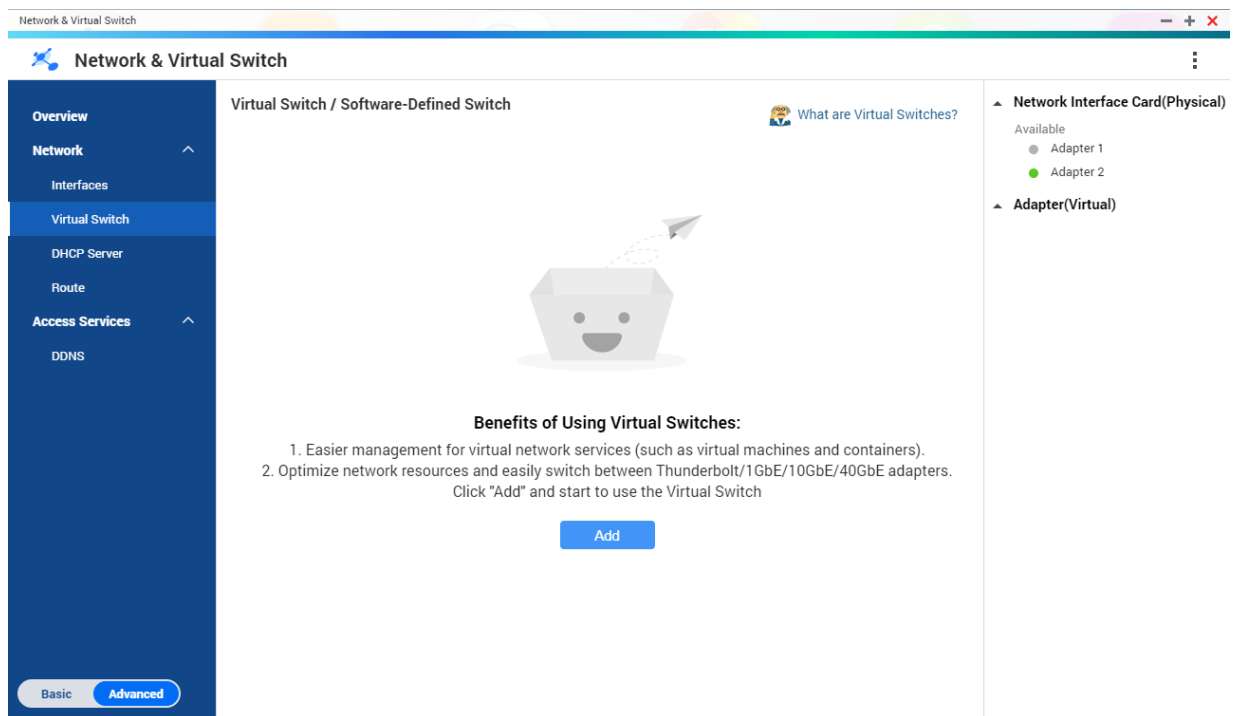 Network & Virtual Switch
Network & Virtual Switch
Overview
Network
Interfaces
Virtual Switch
DHCP Server
Route
Access Services
DDNS
Basic
Advanced
Virtual Switch / Software-Defined Switch
What are Virtual Switches?
Benefits of Using Virtual Switches:
1. Easier management for virtual network services (such as virtual machines and containers).
2. Optimize network resources and easily switch between Thunderbolt/1GbE/10GbE/40GbE adapters.
Click "Add" and start to use the Virtual Switch
Add
Network Interface Card(Physical)
Available
Adapter 1
Adapter 2
Adapter(Virtual)